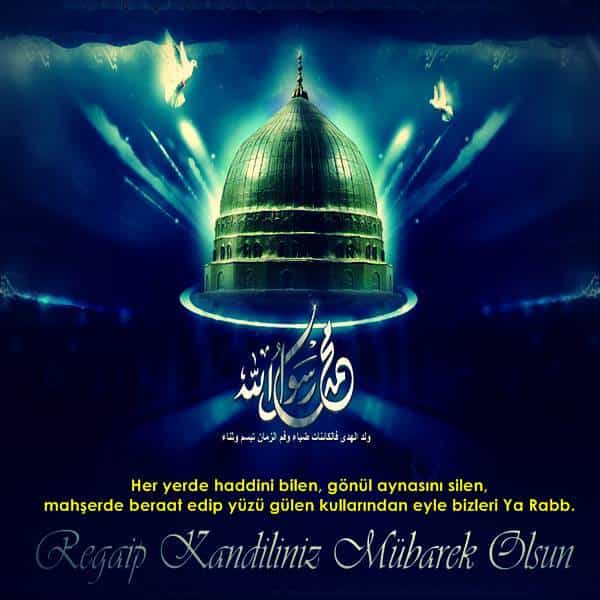 محمد رسول الله
ولد الهدى فالكائنات ضياء وفم الزمان تبسم وثناء
Her yerde haddini bilen, gönül aynasını silen,
mahşerde beraat edip yüzü gülen kullarından eyle bizleri Ya Rabb.
Regaip Kandiliniz Mübarek Olsun